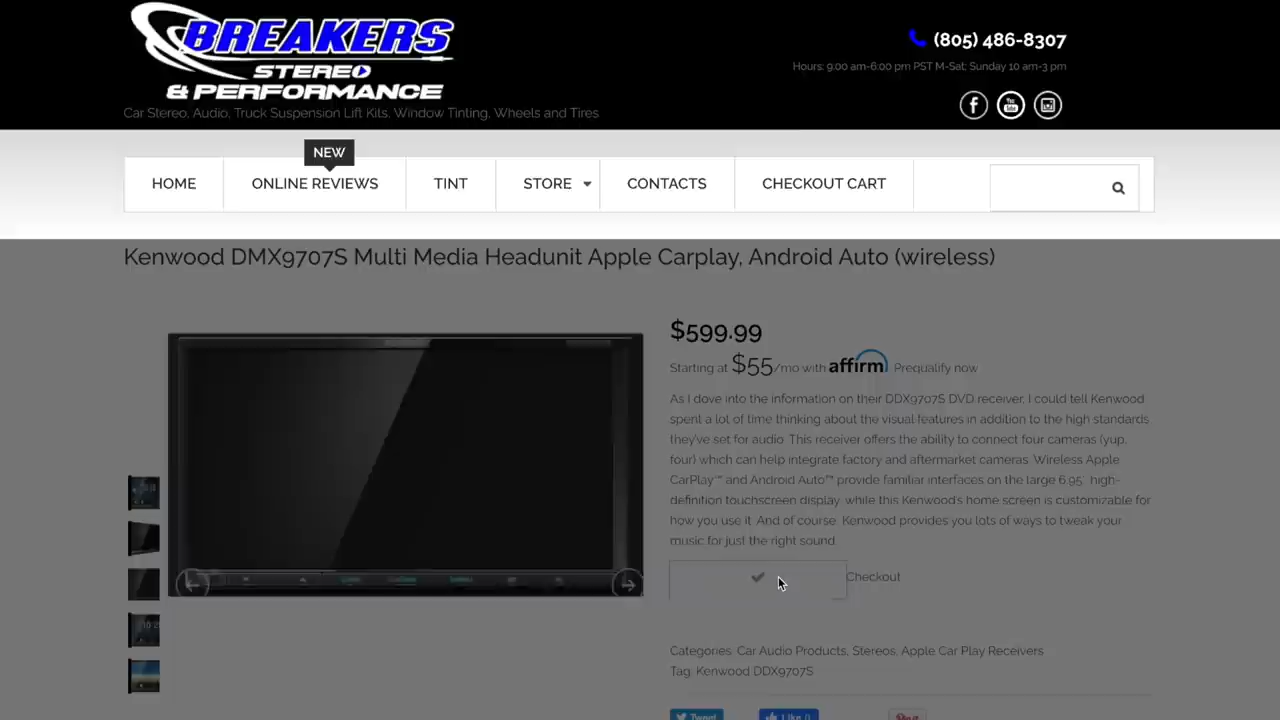 BREAKERS
STEREO
& PERFORMANCE
Car Stereo, Audio, Truck Suspension Lift Kils, Window Tinting, Wheels and Tires
(805) 486-8307
Hours: 9.00 am-6:00 pm PST M-Sat; Sunday 10 am-3 pm
You
Tube
NEW
HOME
ONLINE REVIEWS
TINT
STORE
CONTACTS
CHECKOUT CART
Kenwood DMX9707S Multi Media Headunit Apple Carplay, Android Auto (wireless)
$599.99
Starting at $55/mo with affirm Prequalify now
As I dove into the information on their DDX9707S DVD receiver, I could tell Kenwood
spent a lot of time thinking about the visual features in addition to the high standards
they've set for audio. This receiver offers the ability to connect four cameras (yup,
four) which can help integrate factory and aftermarket cameras. Wireless Apple
CarPlay™ and Android Auto™ provide familiar interfaces on the large 6.95" high-
definition touchscreen display, while this Kenwood's home screen is customizable for
how you use it. And of course, Kenwood provides you lots of ways to tweak your
music for just the right sound.
Checkout
Categories: Car Audio Products, Stereos, Apple Car Play Receivers
Tag: Kenwood DDX9707S
Tweet
Like 0
Pin it